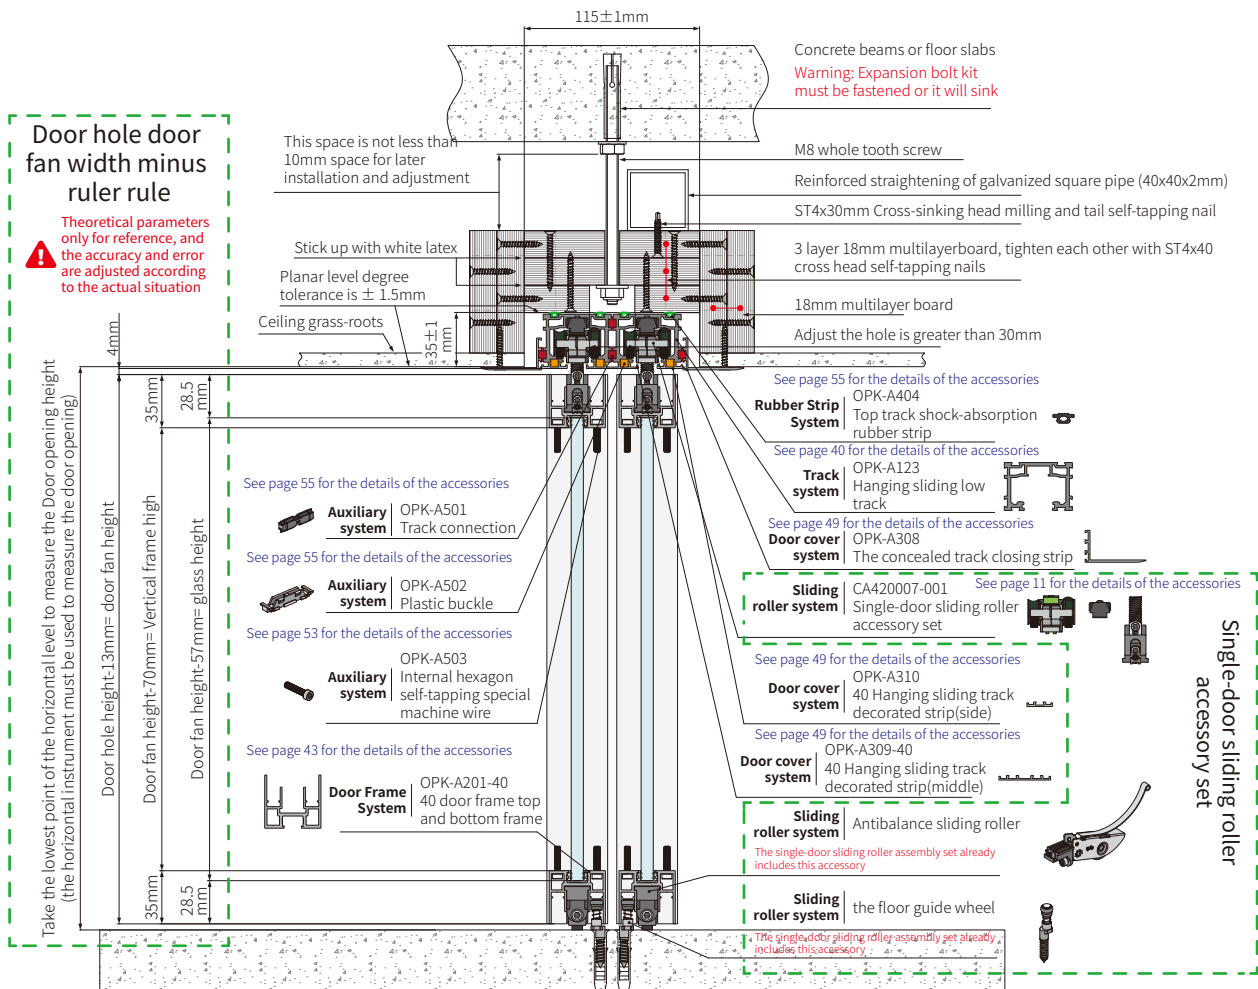 115±1mm
Concrete beams or floor slabs
Warning: Expansion bolt kit
must be fastened or it will sink
Door hole door
fan width minus
ruler rule
Theoretical parameters
only for reference, and
the accuracy and error
are adjusted according
to the actual situation
This space is not less than
10mm space for later
installation and adjustment
M8 whole tooth screw
Reinforced straightening of galvanized square pipe (40x40x2mm)
ST4x30mm Cross-sinking head milling and tail self-tapping nail
Stick up with white latex
3 layer 18mm multilayerboard, tighten each other with ST4x40
cross head self-tapping nails
Planar level degree
tolerance is ± 1.5mm
18mm multilayer board
Ceiling grass-roots
35±1
mm
Adjust the hole is greater than 30mm
4mm
35mm
28.5
mm
Take the lowest point of the horizontal level to measure the Door opening height
(the horizontal instrument must be used to measure the door opening)
Door hole height-13mm= door fan height
Door fan height-70mm= Vertical frame high
Door fan height-57mm= glass height
35mm
28.5
mm
See page 55 for the details of the accessories
Rubber Strip
System
OPK-A404
Top track shock-absorption
rubber strip
See page 40 for the details of the accessories
Track
system
OPK-A123
Hanging sliding low
track
See page 49 for the details of the accessories
Door cover
system
OPK-A308
The concealed track closing strip
See page 11 for the details of the accessories
Sliding
roller system
CA420007-001
Single-door sliding roller
accessory set
See page 49 for the details of the accessories
Door cover
system
OPK-A310
40 Hanging sliding track
decorated strip(side)
See page 49 for the details of the accessories
Door cover
system
OPK-A309-40
40 Hanging sliding track
decorated strip(middle)
Sliding
roller system
Antibalance sliding roller
The single-door sliding roller assembly set already
includes this accessory
Sliding
roller system
the floor guide wheel
The single-door sliding roller assembly set already
includes this accessory
Single-door sliding roller
accessory set
See page 55 for the details of the accessories
Auxiliary
system
OPK-A501
Track connection
See page 55 for the details of the accessories
Auxiliary
system
OPK-A502
Plastic buckle
See page 53 for the details of the accessories
Auxiliary
system
OPK-A503
Internal hexagon
self-tapping special
machine wire
See page 43 for the details of the accessories
Door Frame
System
OPK-A201-40
40 door frame top
and bottom frame